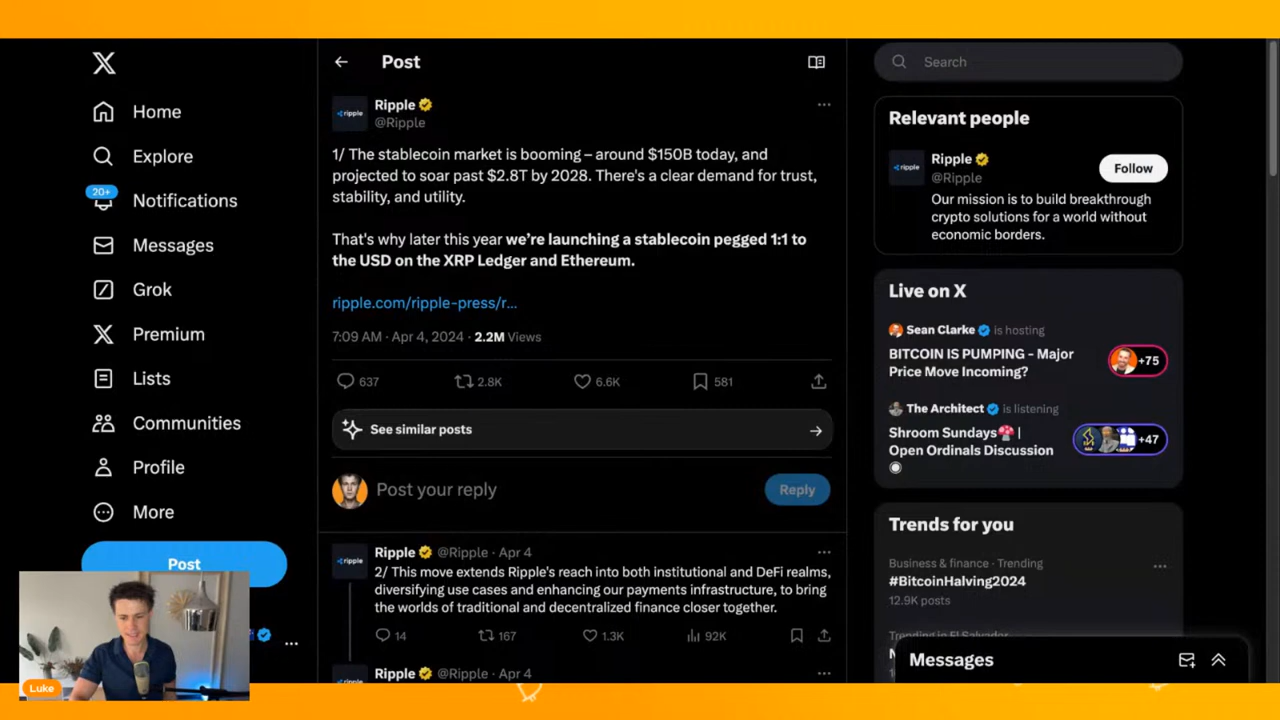 Home
Explore
20+
Notifications
Messages
Grok
Premium
Lists
Communities
Profile
More
Post
Luke
Post
ripple
Ripple
@Ripple
1/ The stablecoin market is booming – around $150B today, and
projected to soar past $2.8T by 2028. There's a clear demand for trust,
stability, and utility.
That's why later this year we're launching a stablecoin pegged 1:1 to
the USD on the XRP Ledger and Ethereum.
ripple.com/ripple-press/r...
7:09 AM · Apr 4, 2024 · 2.2M Views
637 2.8K 6.6K 581
See similar posts
Post your reply
Reply
ripple
Ripple @Ripple · Apr 4
2/ This move extends Ripple's reach into both institutional and DeFi realms,
diversifying use cases and enhancing our payments infrastructure, to bring
the worlds of traditional and decentralized finance closer together.
14 167 1.3K 92K
Ripple @Ripple · Apr 4
Search
Relevant people
ripple
Ripple
@Ripple
Follow
Our mission is to build breakthrough
crypto solutions for a world without
economic borders.
Live on X
Sean Clarke is hosting
BITCOIN IS PUMPING - Major
Price Move Incoming?
+75
The Architect is listening
Shroom Sundays🍄 |
Open Ordinals Discussion
+47
Trends for you
Business & finance · Trending
#BitcoinHalving2024
12.9K posts
Trending in El Salvador
Messages